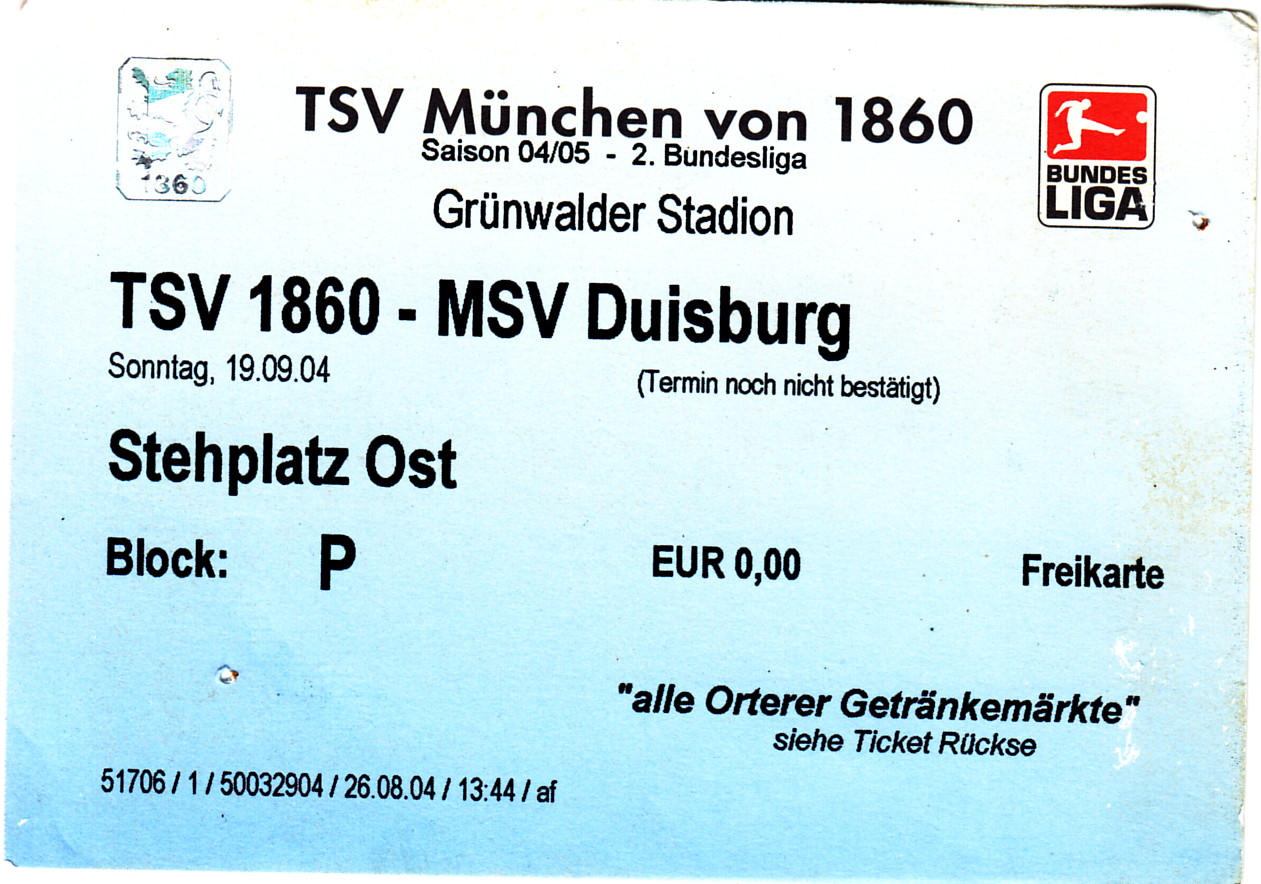 TSV München von 1860
Saison 04/05 - 2. Bundesliga
Grünwalder Stadion
1860
BUNDES
LIGA
TSV 1860 - MSV Duisburg
Sonntag, 19.09.04
(Termin noch nicht bestätigt)
Stehplatz Ost
Block: P EUR 0,00 Freikarte
"alle Orterer Getränkemärkte"
siehe Ticket Rückse
51706 / 1 / 50032904 / 26.08.04 / 13:44 / af